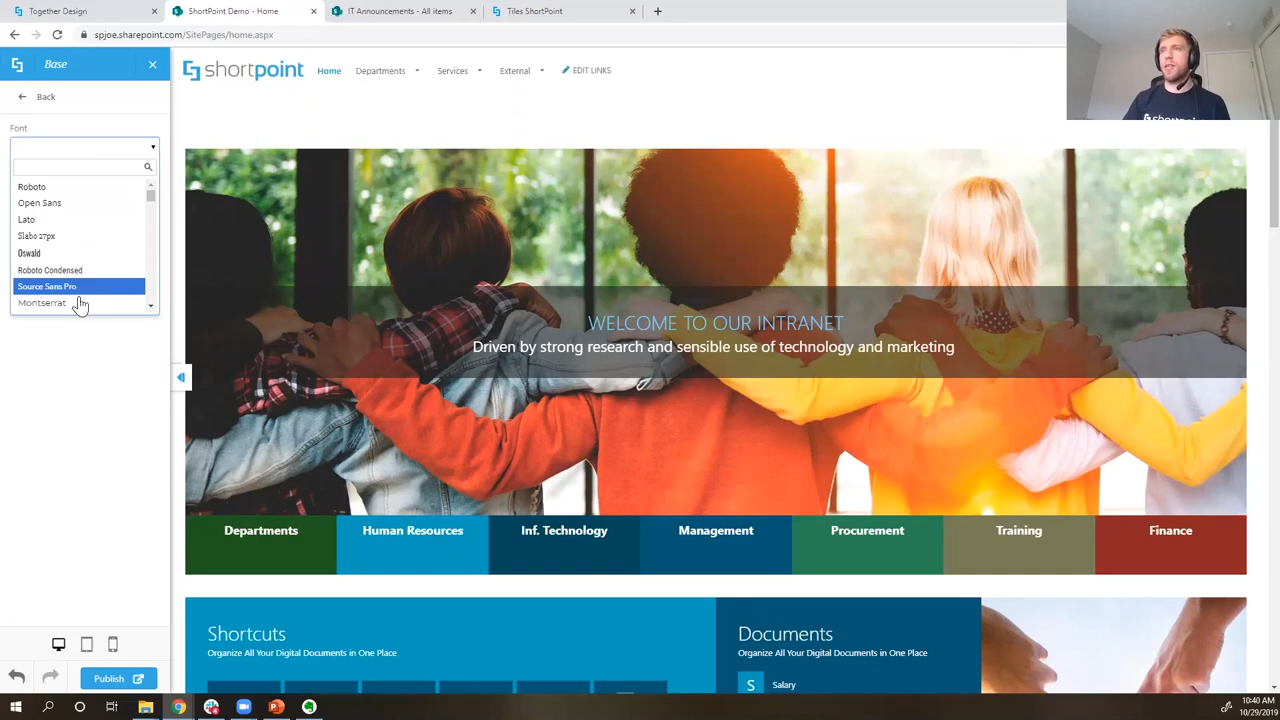 Together Design
ShortPoint Demo - Home
IT Announcements - All items
Tiles ShortPoint
spjoe.sharepoint.com/SitePages/home.aspx
Base
Back
Font
Roboto
Open Sans
Lato
Slabo 27px
Oswald
Roboto Condensed
Source Sans Pro
Montserrat
Publish
shortpoint
Home
Departments
Services
External
EDIT LINKS
WELCOME TO OUR INTRANET
Driven by strong research and sensible use of technology and marketing
Departments
Human Resources
Inf. Technology
Management
Procurement
Training
Finance
Shortcuts
Organize All Your Digital Documents in One Place
Documents
Organize All Your Digital Documents in One Place
S
Salary
10:40 AM
10/29/2019